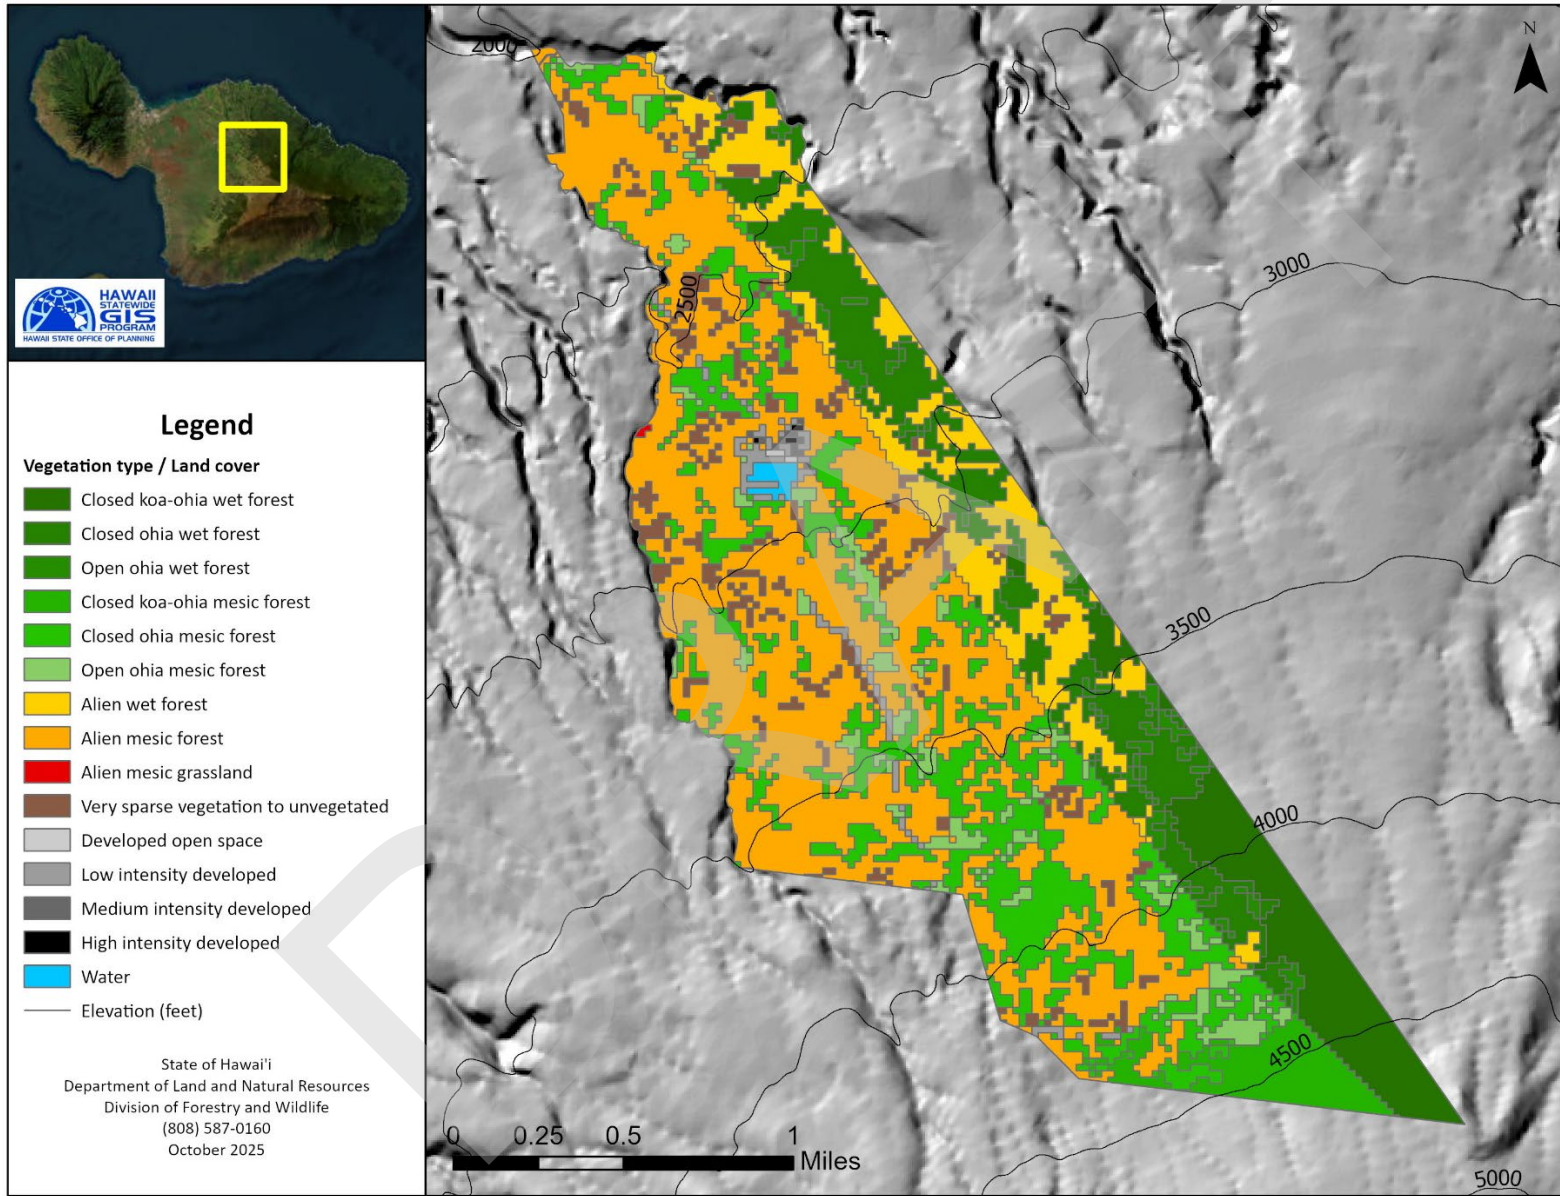 HAWAII
STATEWIDE
GIS
PROGRAM
HAWAII STATE OFFICE OF PLANNING
Legend
Vegetation type / Land cover
Closed koa-ohia wet forest
Closed ohia wet forest
Open ohia wet forest
Closed koa-ohia mesic forest
Closed ohia mesic forest
Open ohia mesic forest
Alien wet forest
Alien mesic forest
Alien mesic grassland
Very sparse vegetation to unvegetated
Developed open space
Low intensity developed
Medium intensity developed
High intensity developed
Water
Elevation (feet)
State of Hawai'i
Department of Land and Natural Resources
Division of Forestry and Wildlife
(808) 587-0160
October 2025
N
2000
2500
3000
3500
4000
4500
5000
0 0.25 0.5 1
Miles
DRAFT